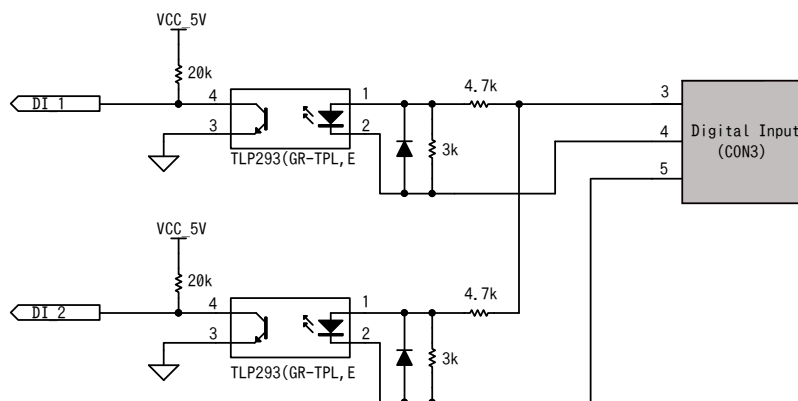 VCC_5V
20k
4.7k
3
DI_1
4
1
4
Digital Input
(CON3)
3
2
3k
5
TLP293(GR-TPL,E
VCC_5V
20k
4.7k
DI_2
4
1
3
2
3k
TLP293(GR-TPL,E